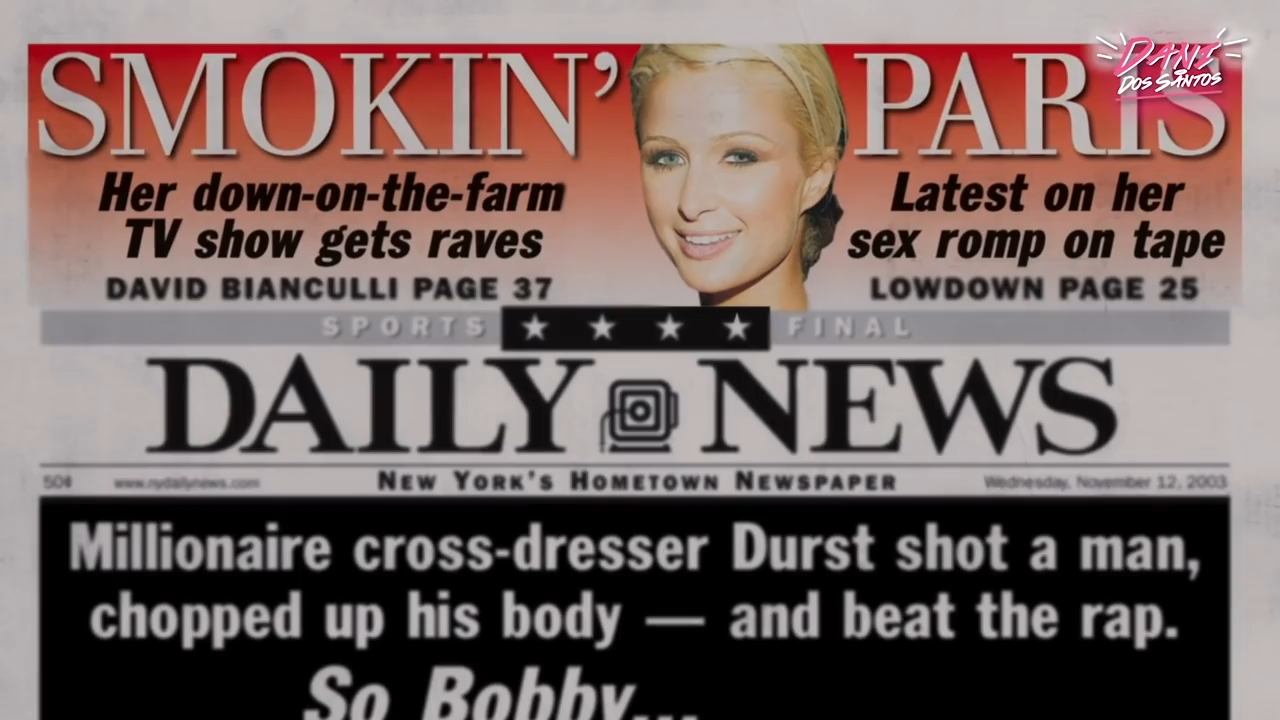 SMOKIN'
PARIS
DANI
DOS SANTOS
Her down-on-the-farm
TV show gets raves
DAVID BIANCULLI PAGE 37
Latest on her
sex romp on tape
LOWDOWN PAGE 25
SPORTS ★ ★ ★ ★ FINAL
DAILY NEWS
50¢ www.nydailynews.com NEW YORK'S HOMETOWN NEWSPAPER Wednesday, November 12, 2003
Millionaire cross-dresser Durst shot a man,
chopped up his body — and beat the rap.
So Bobby...